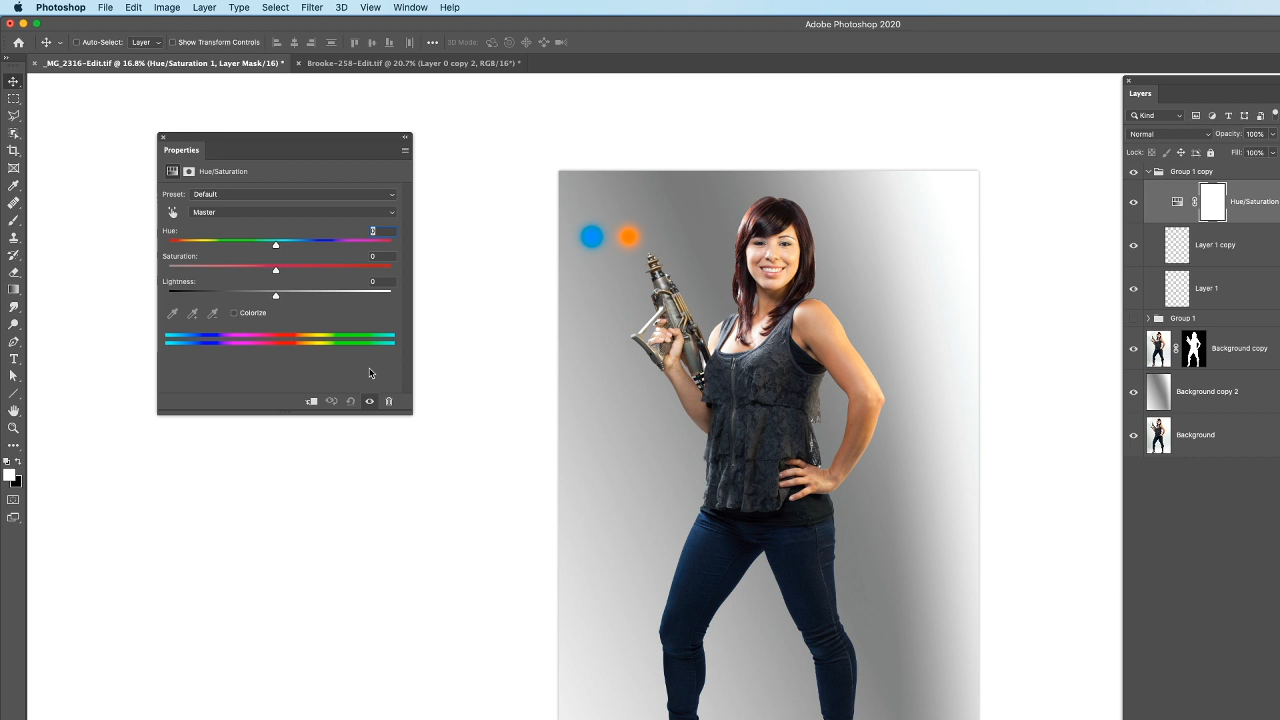 Photoshop File Edit Image Layer Type Select Filter 3D View Window Help
Adobe Photoshop 2020
Auto-Select: Layer Show Transform Controls 3D Mode:
_MG_2316-Edit.tif @ 16.8% (Hue/Saturation 1, Layer Mask/16) * Brooke-258-Edit.tif @ 20.7% (Layer 0 copy 2, RGB/16*) *
Properties
Hue/Saturation
Preset: Default
Master
Hue: 0
Saturation: 0
Lightness: 0
Colorize
Layers
Kind
Normal Opacity: 100%
Lock: Fill: 100%
Group 1 copy
Hue/Saturation
Layer 1 copy
Layer 1
Group 1
Background copy
Background copy 2
Background